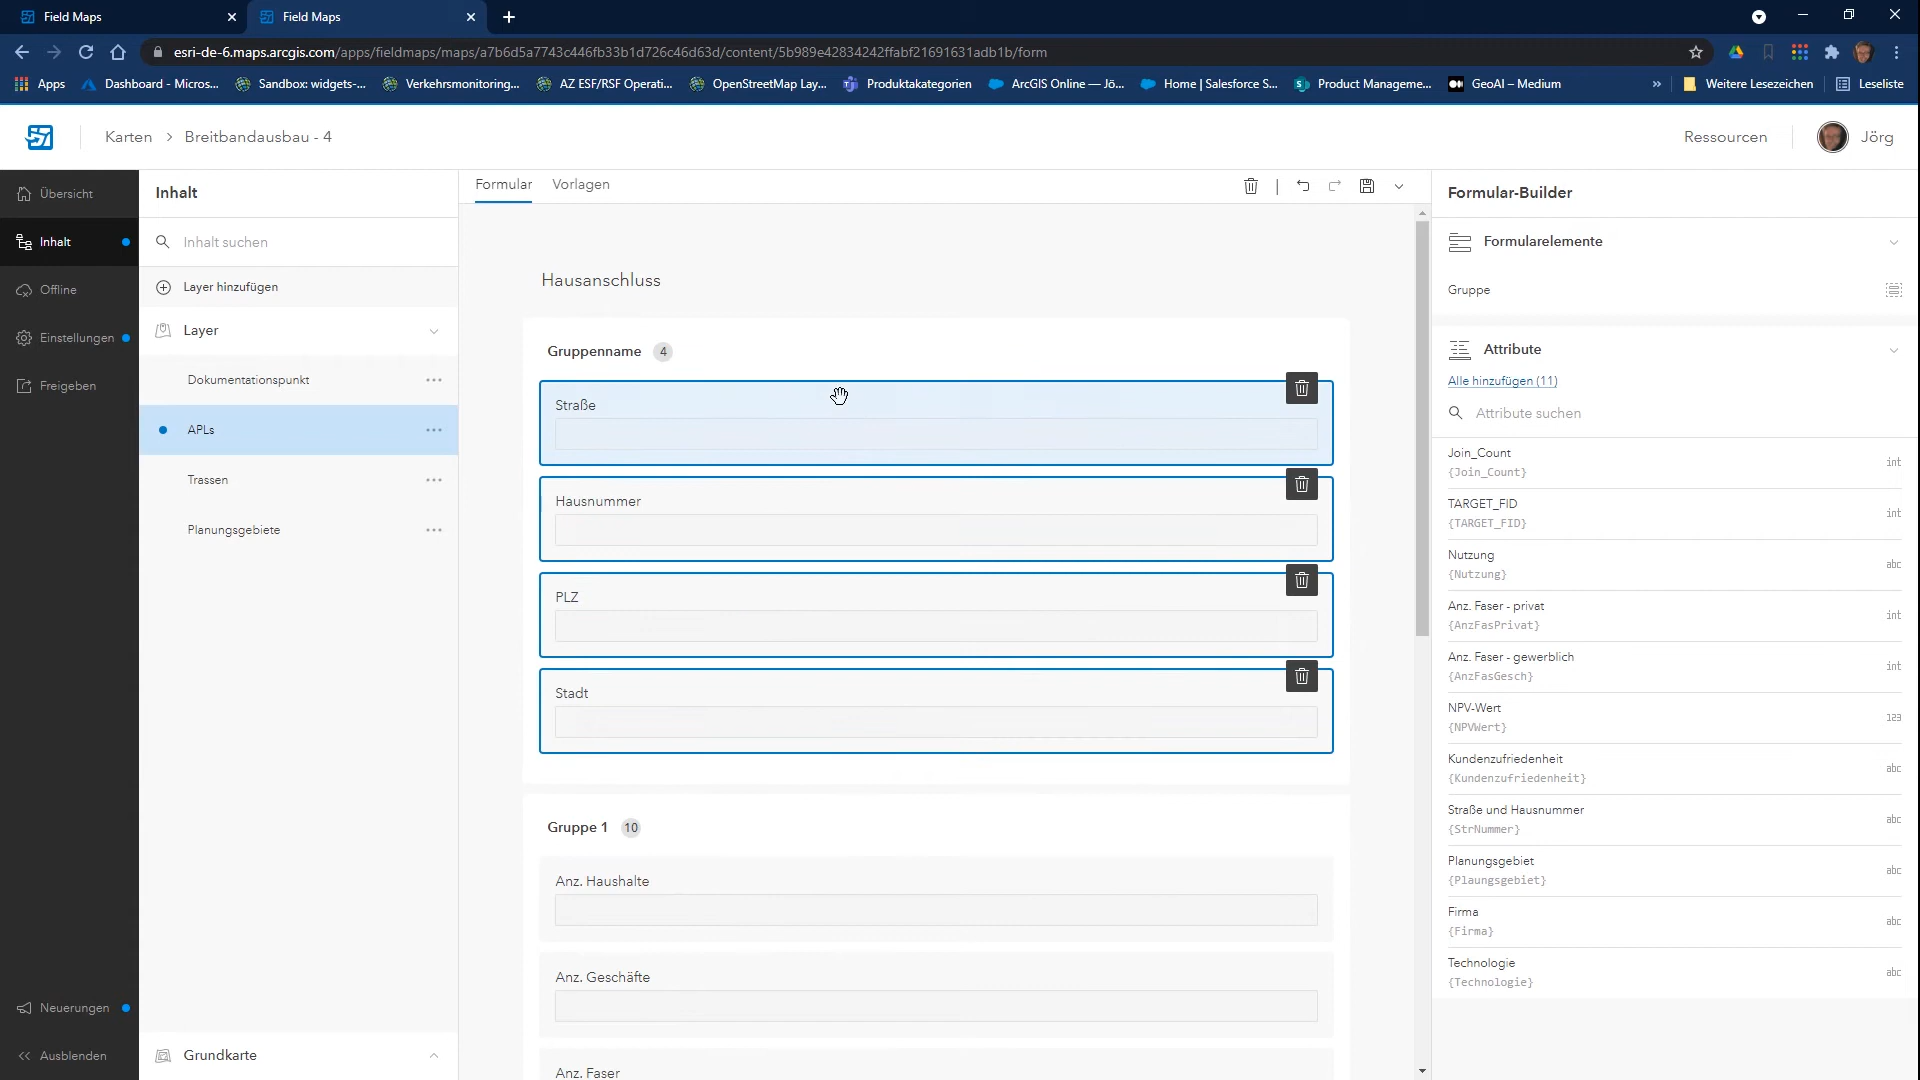 Field Maps
Field Maps
esri-de-6.maps.arcgis.com/apps/fieldmaps/maps/a7b6d5a7743c446fb33b1d726c46d63d/content/5b989e42834242ffabf21691631adb1b/form
Apps
Dashboard - Micros...
Sandbox: widgets-...
Verkehrsmonitoring...
AZ ESF/RSF Operati...
OpenStreetMap Lay...
Produktakategorien
ArcGIS Online — Jö...
Home | Salesforce S...
Product Manageme...
GeoAI – Medium
»
Weitere Lesezeichen
Leseliste
Karten > Breitbandausbau - 4
Ressourcen
Jörg
Übersicht
Inhalt
Offline
Einstellungen
Freigeben
Neuerungen
Ausblenden
Inhalt
Inhalt suchen
Layer hinzufügen
Layer
Dokumentationspunkt
APLs
Trassen
Planungsgebiete
Grundkarte
Formular
Vorlagen
Hausanschluss
Gruppenname 4
Straße
Hausnummer
PLZ
Stadt
Gruppe 1 10
Anz. Haushalte
Anz. Geschäfte
Anz. Faser
Formular-Builder
Formularelemente
Gruppe
Attribute
Alle hinzufügen (11)
Attribute suchen
Join_Count
{Join_Count}
int
TARGET_FID
{TARGET_FID}
int
Nutzung
{Nutzung}
abc
Anz. Faser - privat
{AnzFasPrivat}
int
Anz. Faser - gewerblich
{AnzFasGesch}
int
NPV-Wert
{NPVWert}
123
Kundenzufriedenheit
{Kundenzufriedenheit}
abc
Straße und Hausnummer
{StrNummer}
abc
Planungsgebiet
{Plaungsgebiet}
abc
Firma
{Firma}
abc
Technologie
{Technologie}
abc